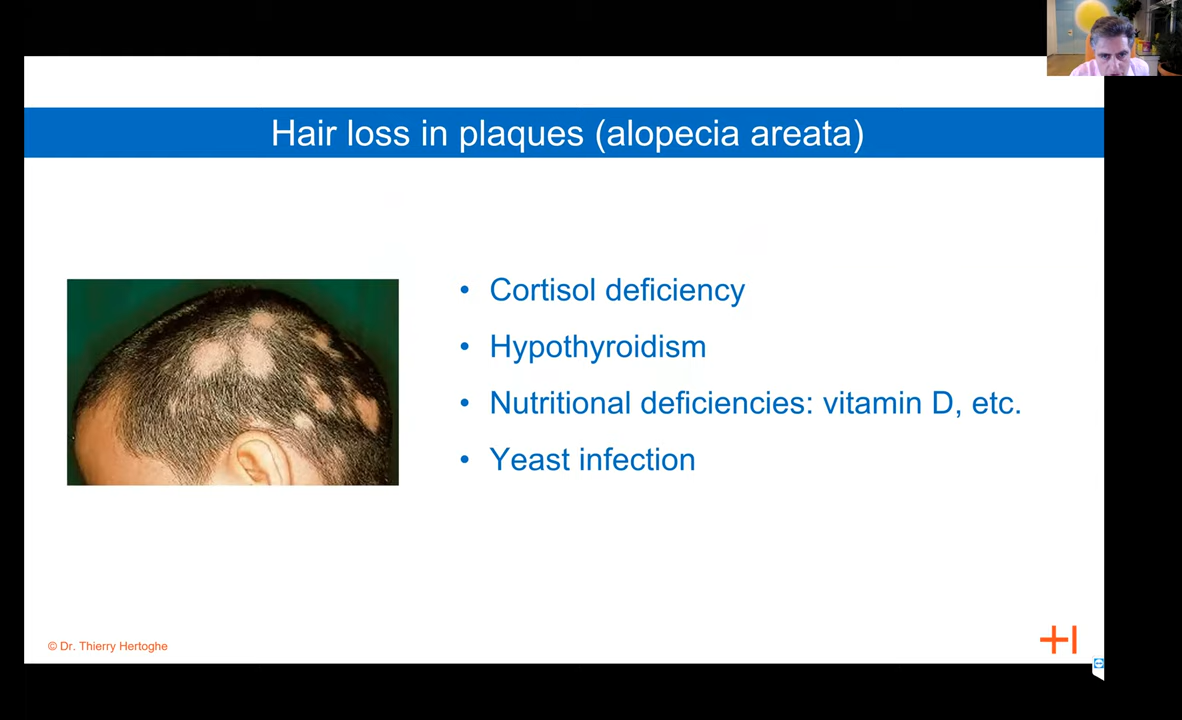 Hair loss in plaques (alopecia areata)
• Cortisol deficiency
• Hypothyroidism
• Nutritional deficiencies: vitamin D, etc.
• Yeast infection
© Dr. Thierry Hertoghe